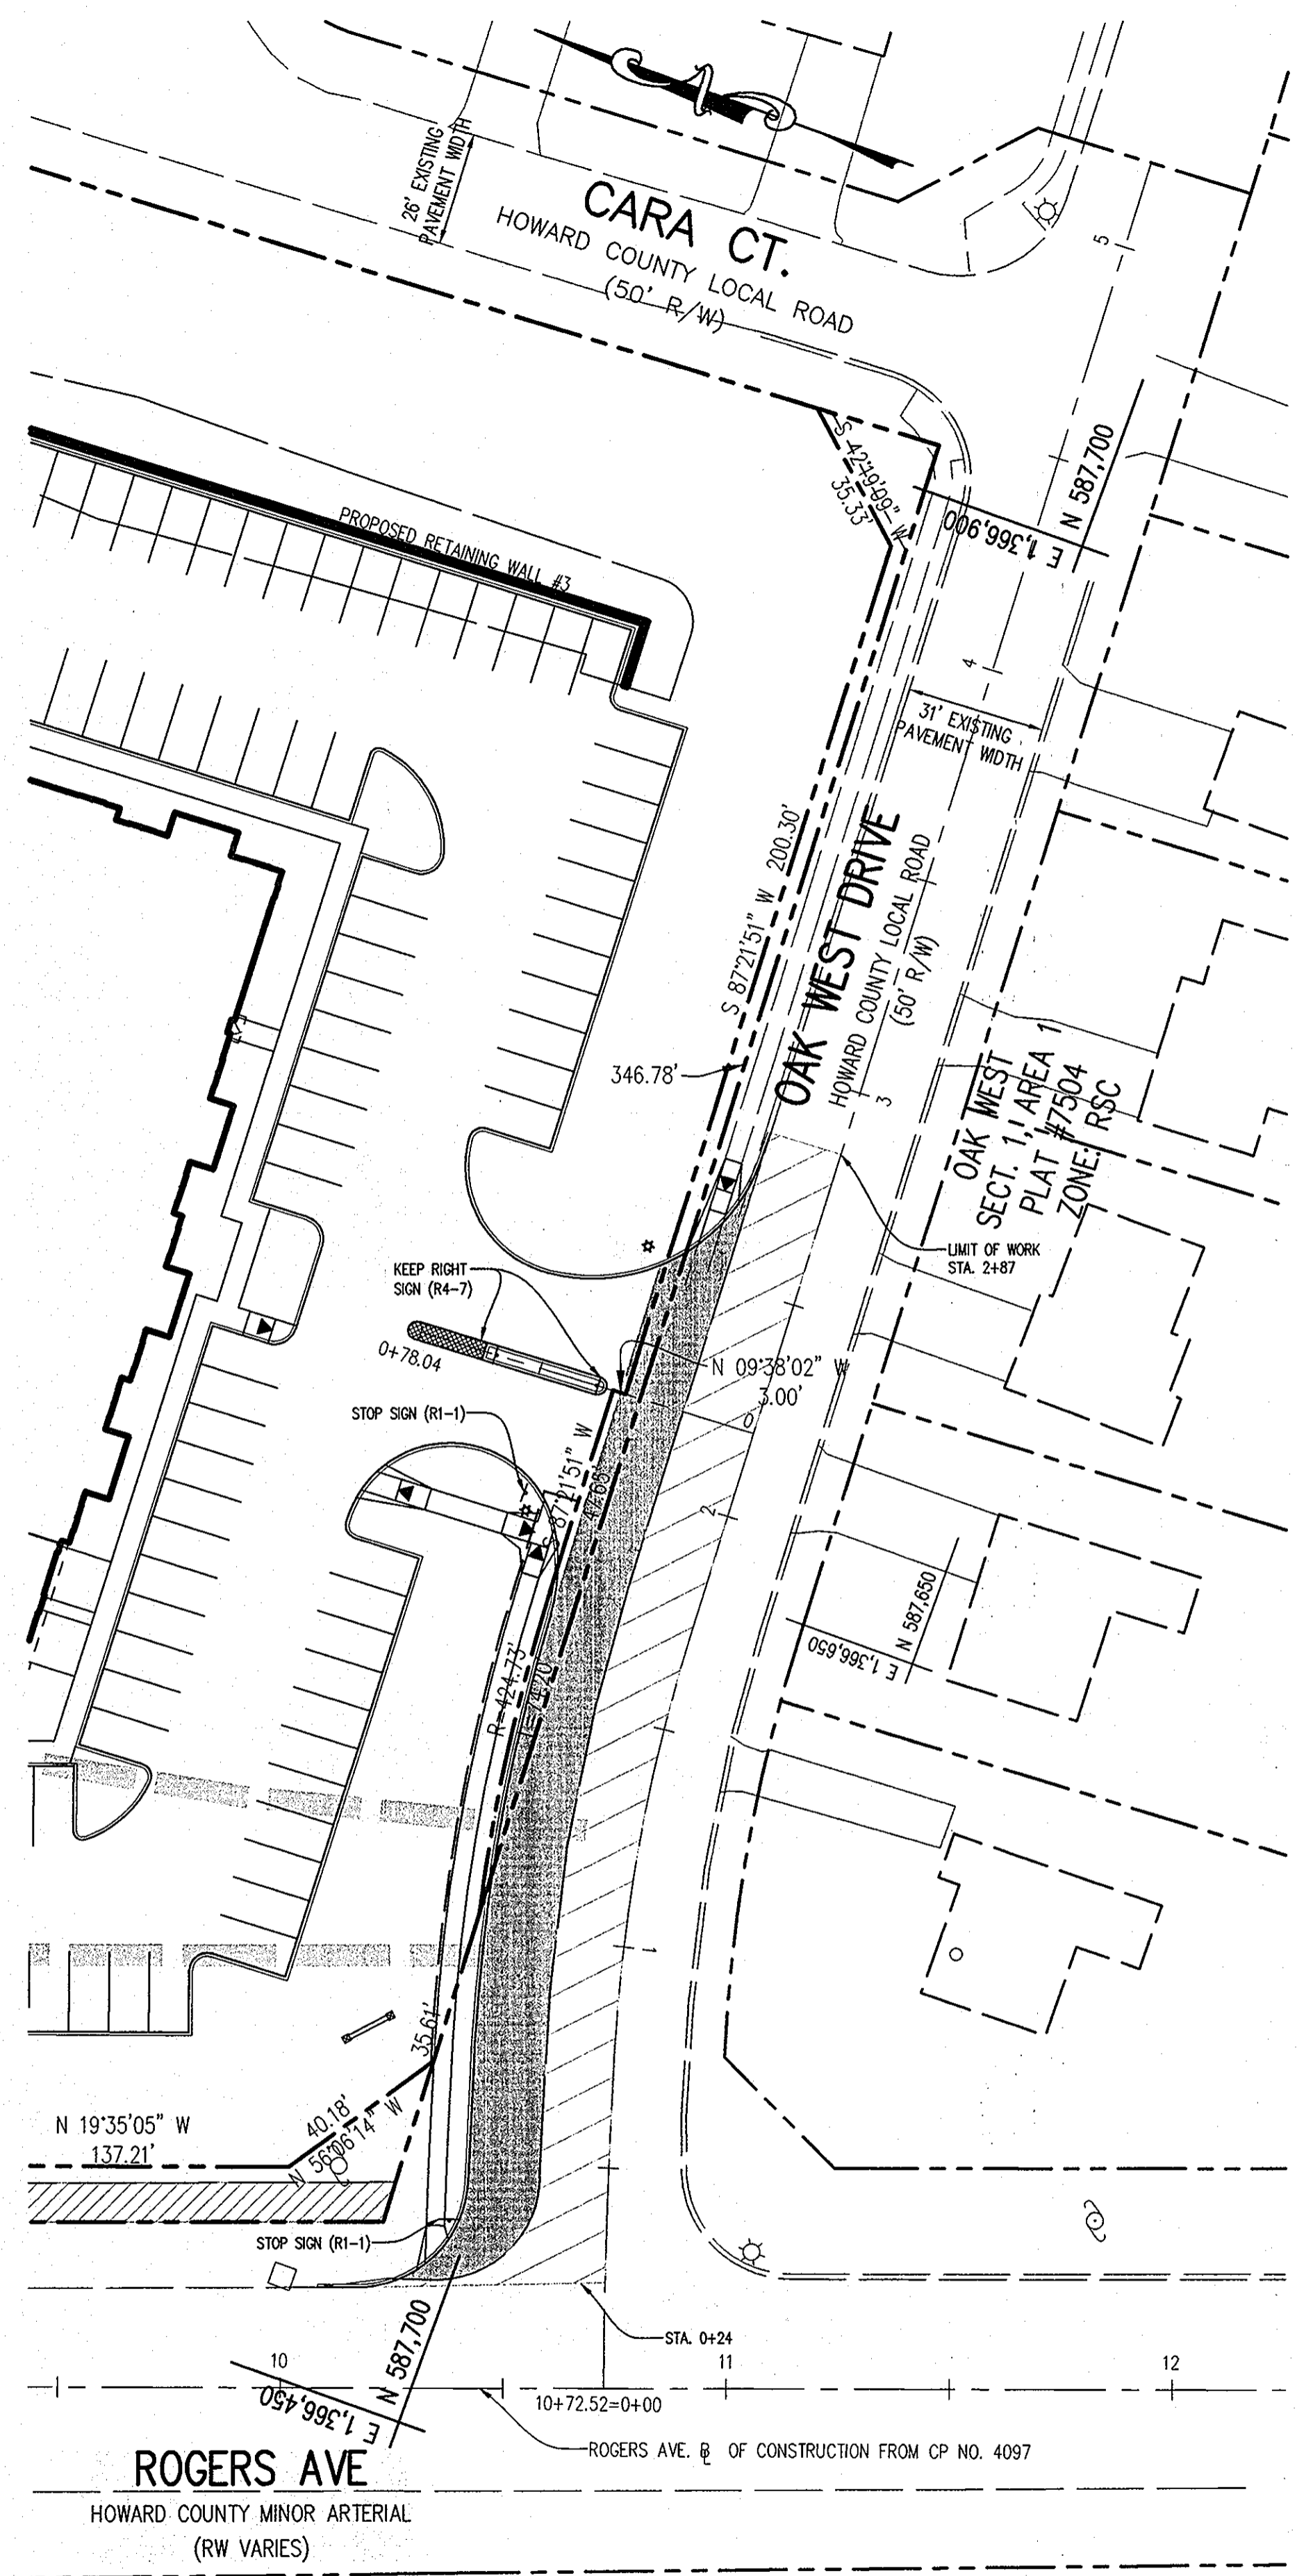 26' EXISTING
PAVEMENT WIDTH
CARA CT.
HOWARD COUNTY LOCAL ROAD
(50' R/W)
5
S 42°19'09" W
35.33'
N 587,700
E 1,366,900
PROPOSED RETAINING WALL #3
4
31' EXISTING
PAVEMENT WIDTH
S 87°21'51" W 200.30'
OAK WEST DRIVE
HOWARD COUNTY LOCAL ROAD
(50' R/W)
346.78'
3
OAK WEST
SECT. 1, AREA 1
PLAT #7504
ZONE: RSC
LIMIT OF WORK
STA. 2+87
KEEP RIGHT
SIGN (R4-7)
0+78.04
N 09°38'02" W
3.00'
0
STOP SIGN (R1-1)
S 87°21'51" W
47.65'
2
N 587,650
E 1,366,650
R=424.73'
L=74.20'
1
35.61'
40.18'
N 56°06'14" W
N 19°35'05" W
137.21'
STOP SIGN (R1-1)
STA. 0+24
N 587,700
E 1,366,450
10
11
12
10+72.52=0+00
ROGERS AVE. BL OF CONSTRUCTION FROM CP NO. 4097
ROGERS AVE
HOWARD COUNTY MINOR ARTERIAL
(RW VARIES)